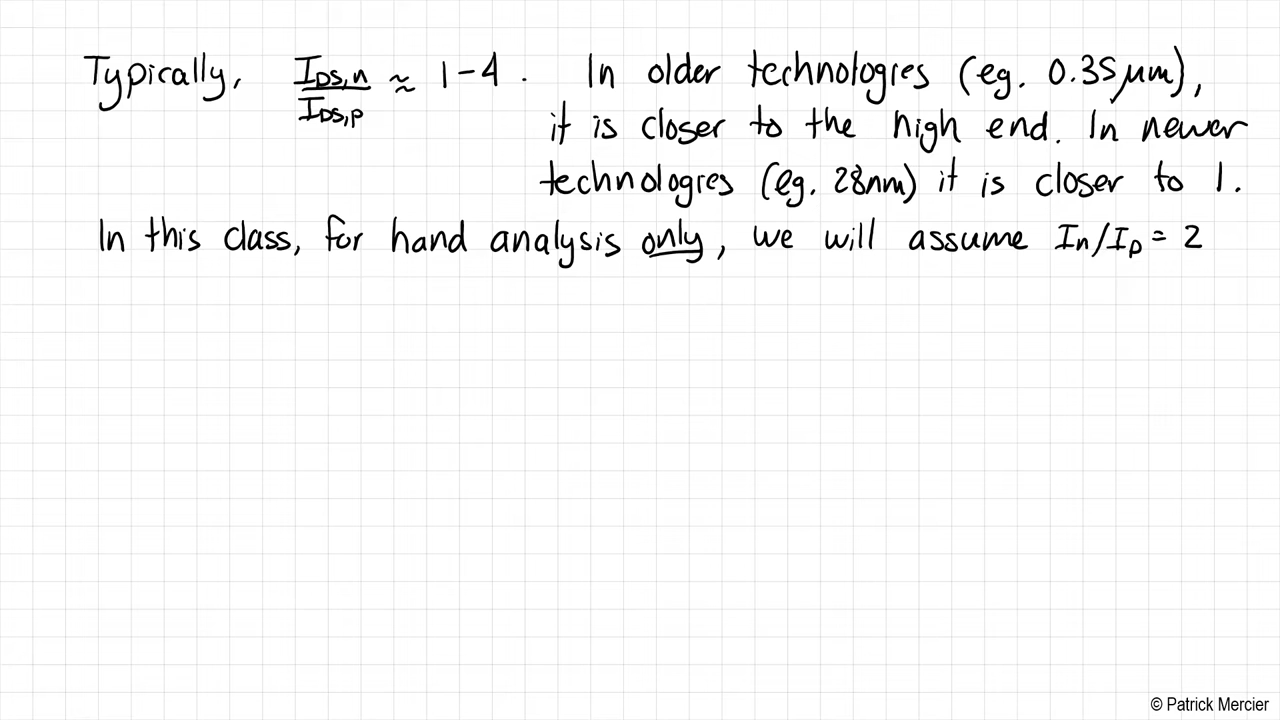 Typically, I_DS,n / I_DS,p ≈ 1-4. In older technologies (eg. 0.35 μm),
it is closer to the high end. In newer
technologies (eg. 28nm) it is closer to 1.
In this class, for hand analysis only, we will assume In/Ip = 2
© Patrick Mercier